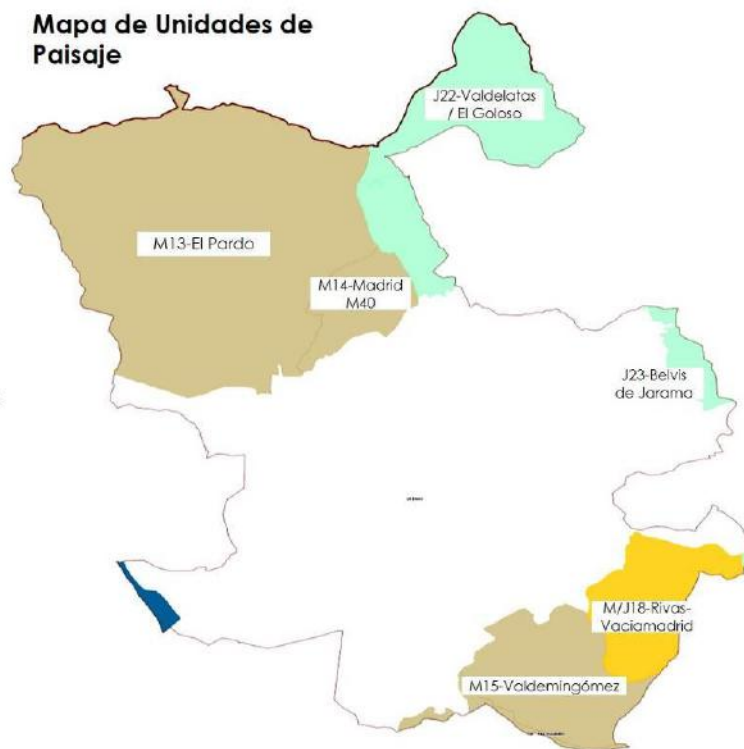 Mapa de Unidades de
Paisaje
J22-Valdelatas
/ El Goloso
M13-El Pardo
M14-Madrid
M40
J23-Belvis
de Jarama
M/J18-Rivas-
Vaciamadrid
M15-Valdemingómez